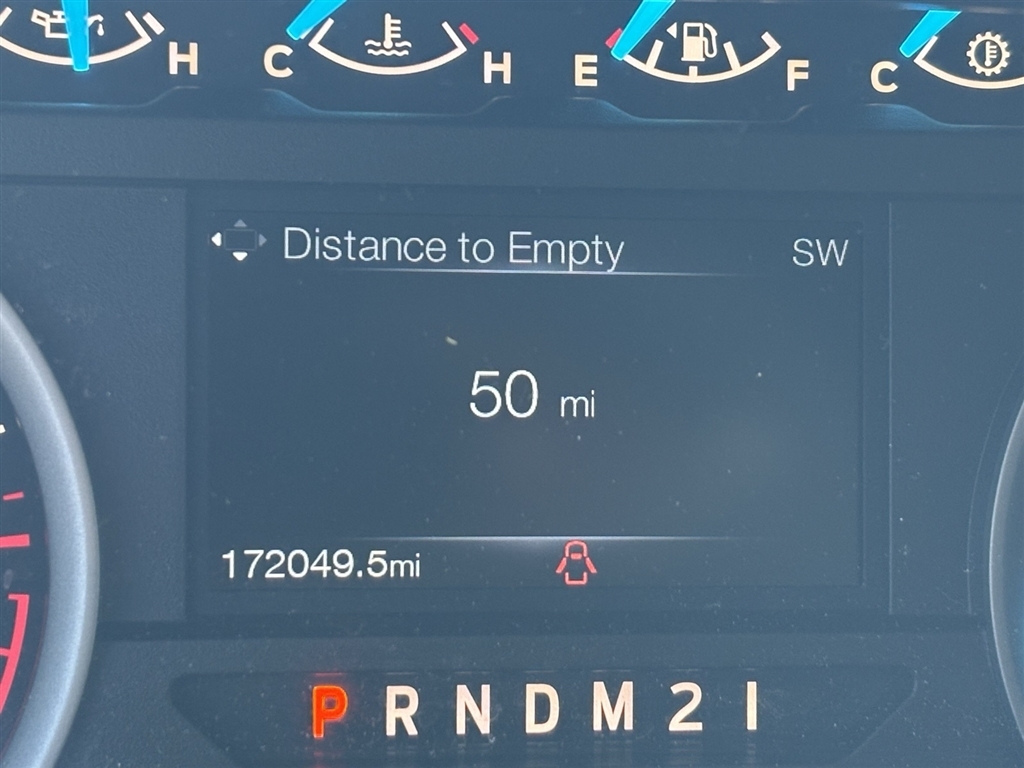 H C H E F C
Distance to Empty SW
50 mi
172049.5mi
P R N D M 2 1